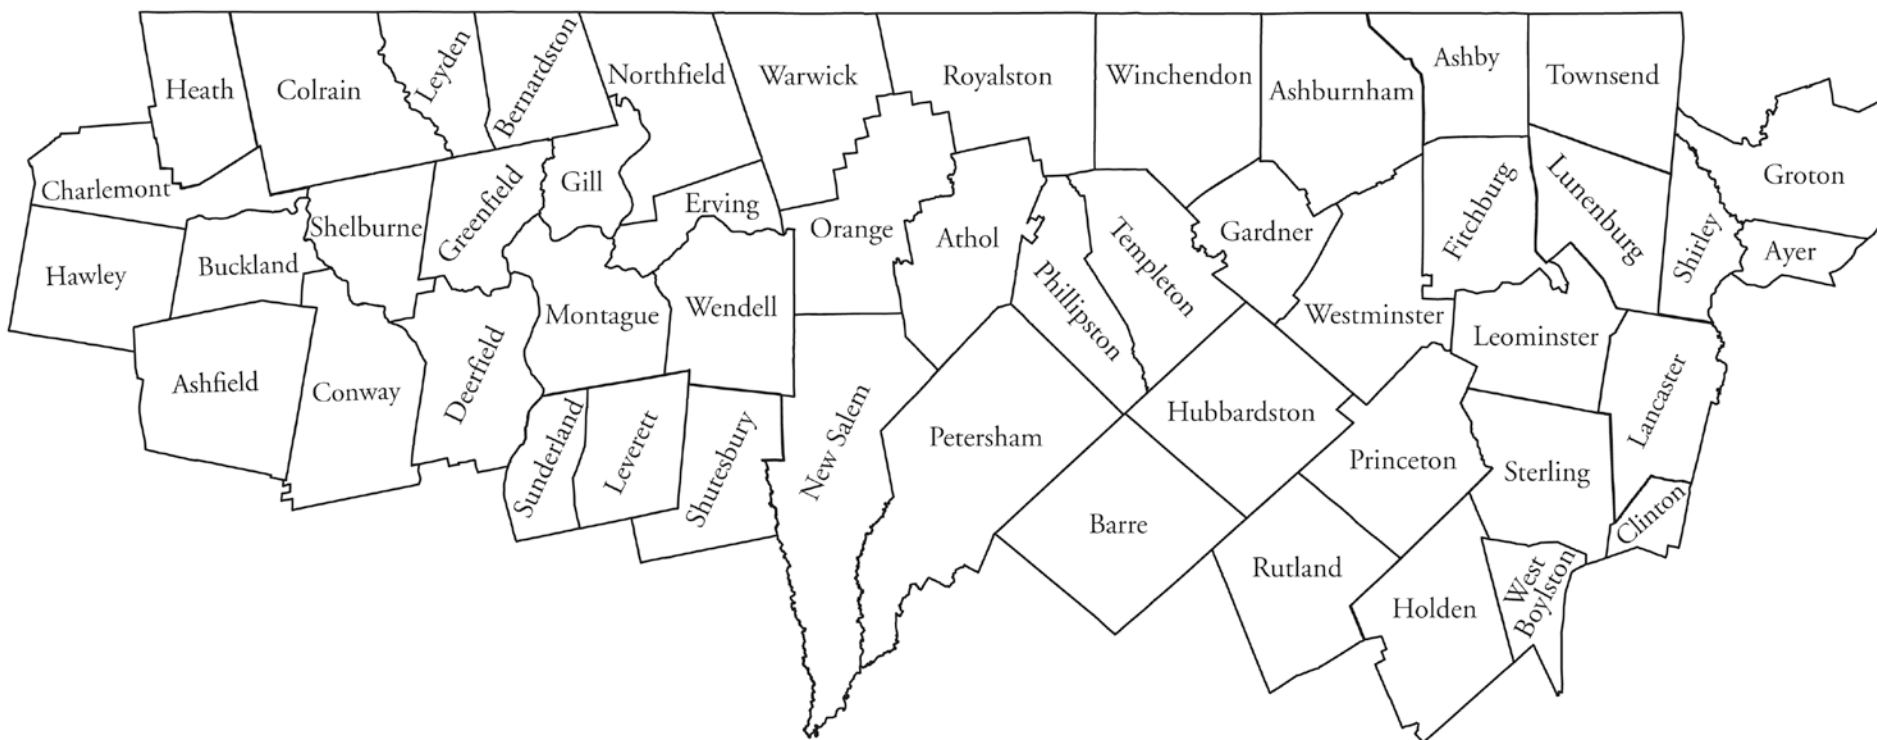 Heath
Colrain
Leyden
Bernardston
Northfield
Warwick
Royalston
Winchendon
Ashburnham
Ashby
Townsend
Charlemont
Shelburne
Greenfield
Gill
Erving
Orange
Athol
Phillipston
Templeton
Gardner
Westminster
Fitchburg
Lunenburg
Shirley
Groton
Ayer
Hawley
Buckland
Ashfield
Conway
Deerfield
Montague
Wendell
Leominster
Lancaster
Sunderland
Leverett
Shutesbury
New Salem
Petersham
Hubbardston
Princeton
Sterling
Clinton
Barre
Rutland
Holden
West
Boylston